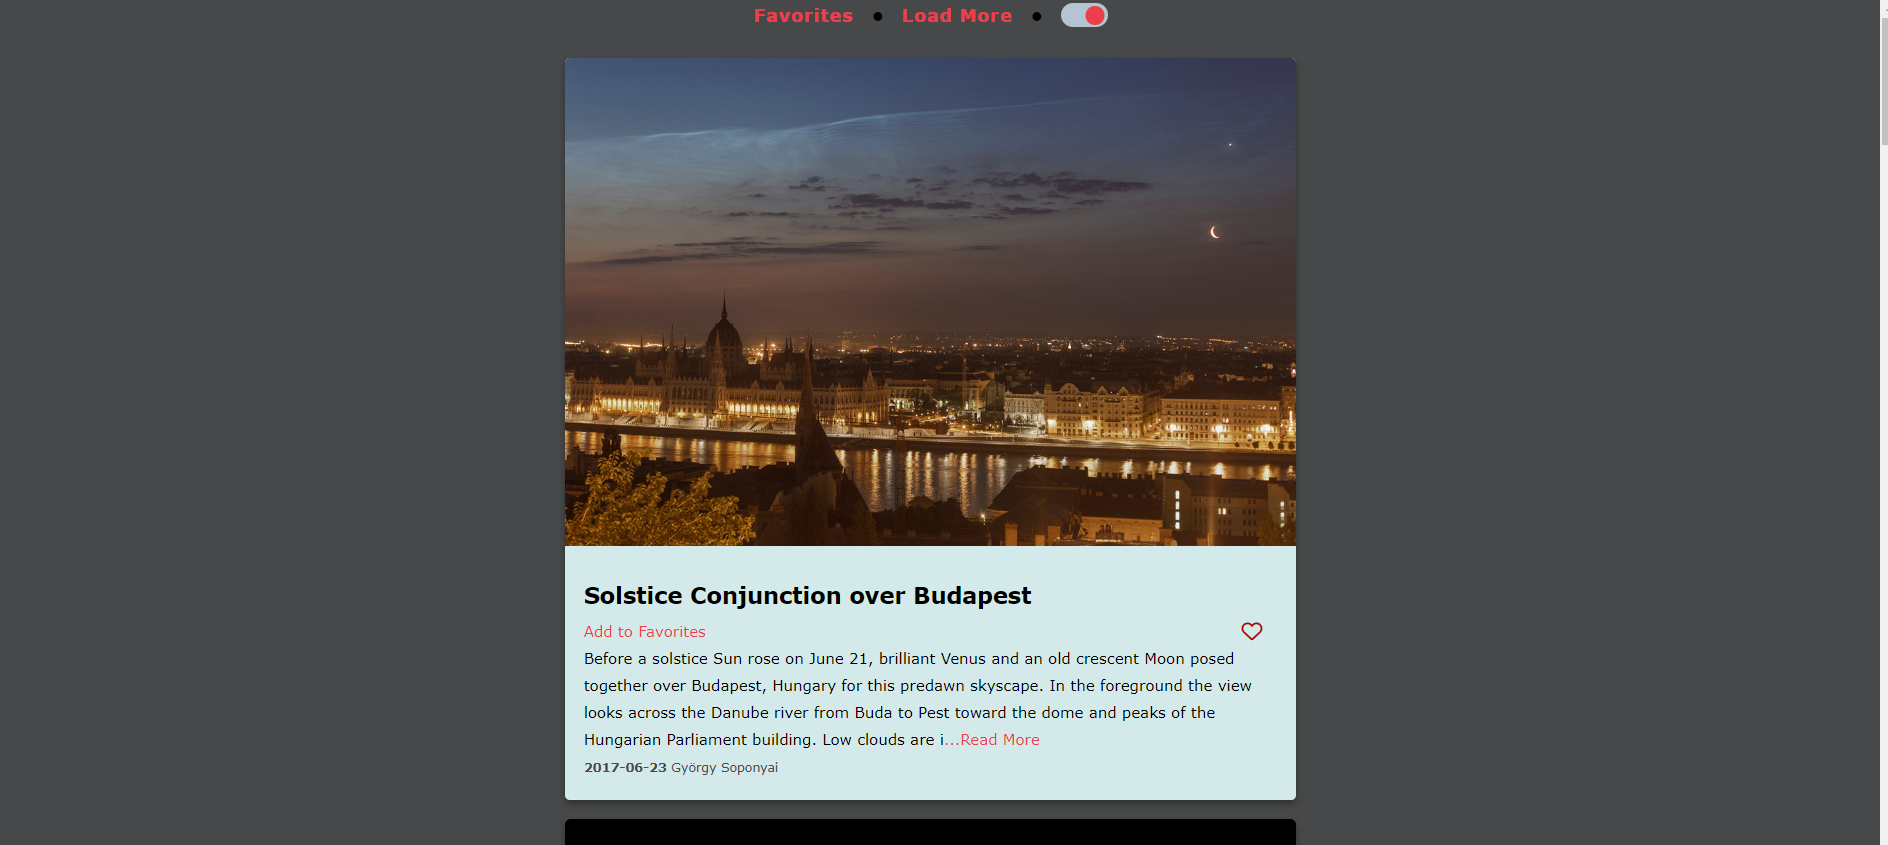 Favorites • Load More •
Solstice Conjunction over Budapest
Add to Favorites
Before a solstice Sun rose on June 21, brilliant Venus and an old crescent Moon posed
together over Budapest, Hungary for this predawn skyscape. In the foreground the view
looks across the Danube river from Buda to Pest toward the dome and peaks of the
Hungarian Parliament building. Low clouds are i...Read More
2017-06-23 György Soponyai